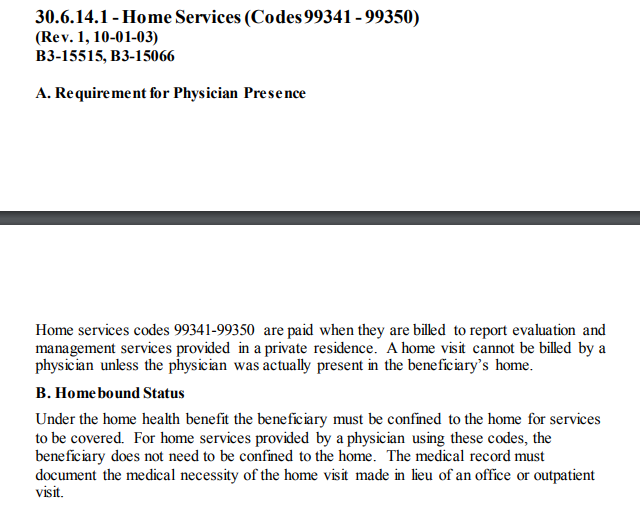 30.6.14.1 - Home Services (Codes 99341 - 99350)
(Rev. 1, 10-01-03)
B3-15515, B3-15066
A. Requirement for Physician Presence
Home services codes 99341-99350 are paid when they are billed to report evaluation and
management services provided in a private residence. A home visit cannot be billed by a
physician unless the physician was actually present in the beneficiary's home.
B. Homebound Status
Under the home health benefit the beneficiary must be confined to the home for services
to be covered. For home services provided by a physician using these codes, the
beneficiary does not need to be confined to the home. The medical record must
document the medical necessity of the home visit made in lieu of an office or outpatient
visit.